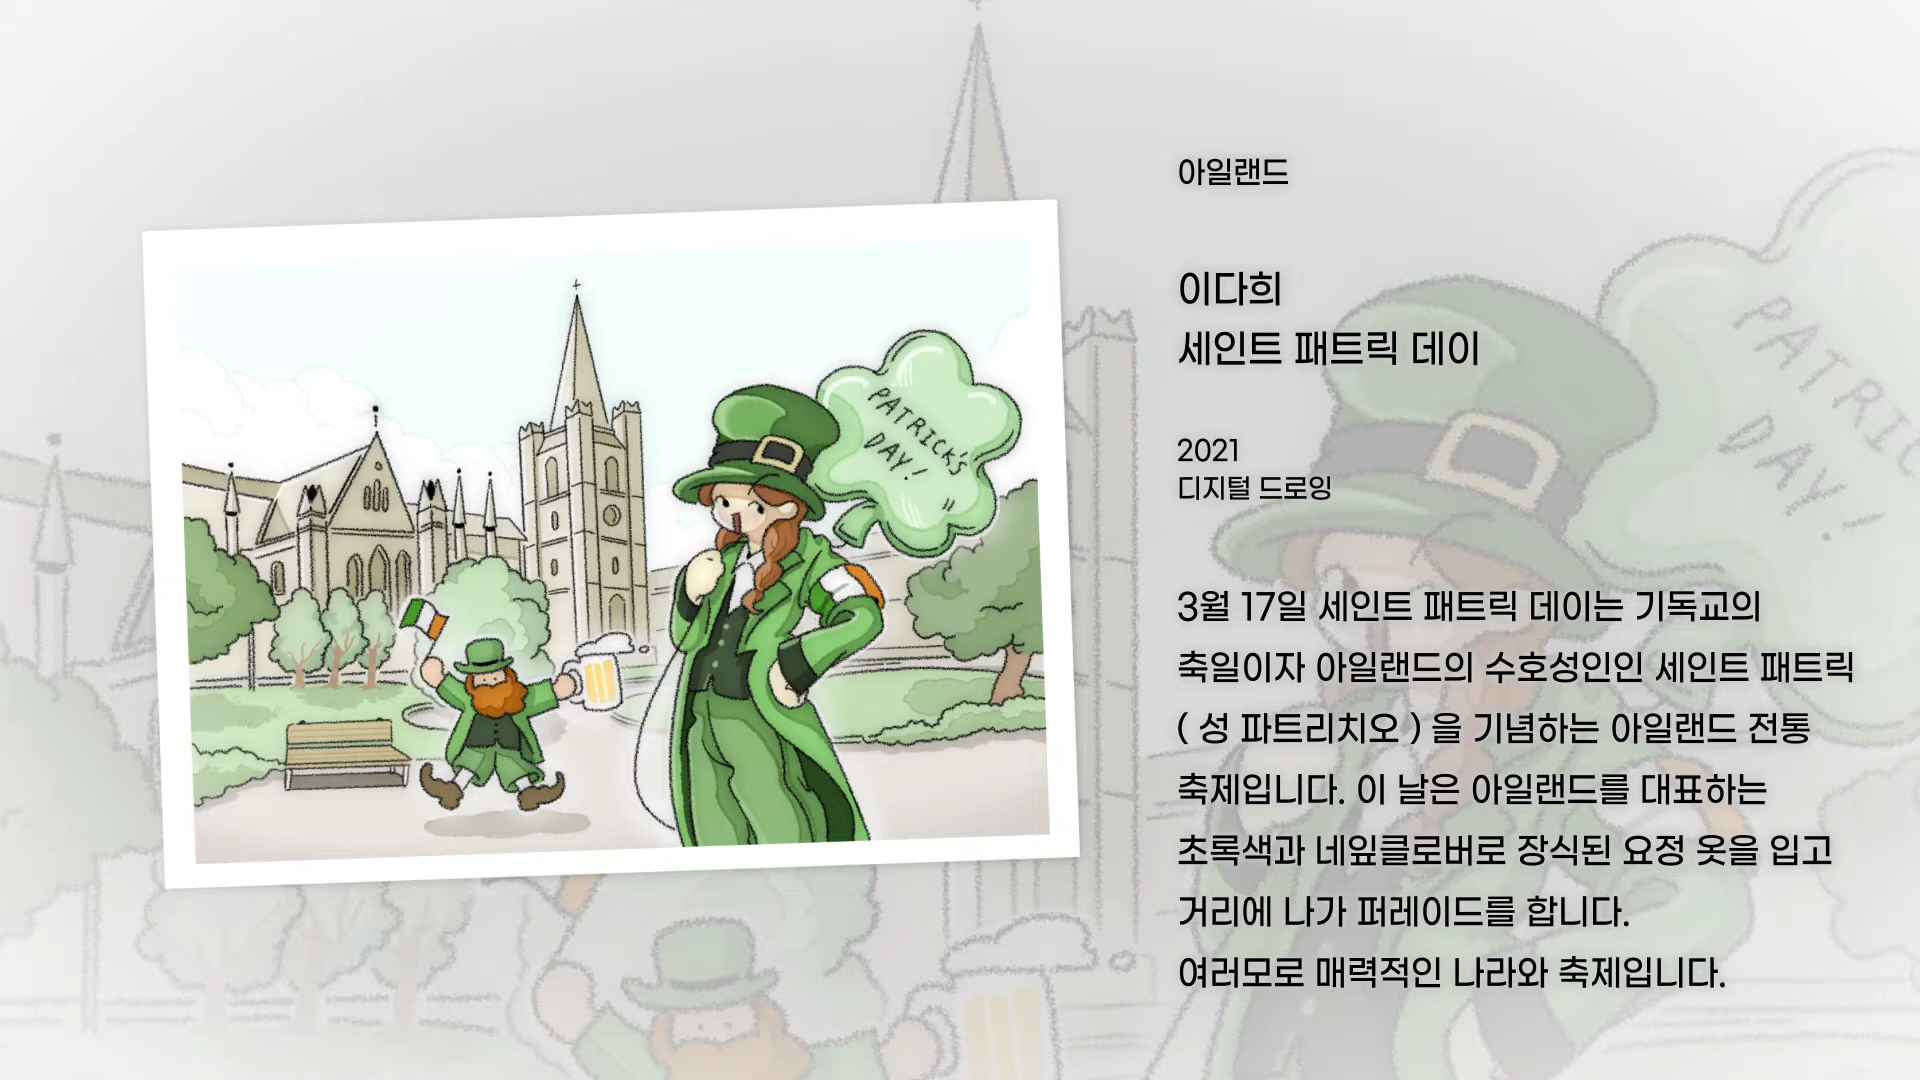 PATRICK'S
DAY!
아일랜드
이다희
세인트 패트릭 데이
2021
디지털 드로잉
3월 17일 세인트 패트릭 데이는 기독교의
축일이자 아일랜드의 수호성인인 세인트 패트릭
( 성 파트리치오 ) 을 기념하는 아일랜드 전통
축제입니다. 이 날은 아일랜드를 대표하는
초록색과 네잎클로버로 장식된 요정 옷을 입고
거리에 나가 퍼레이드를 합니다.
여러모로 매력적인 나라와 축제입니다.
PATRIC
DAY!